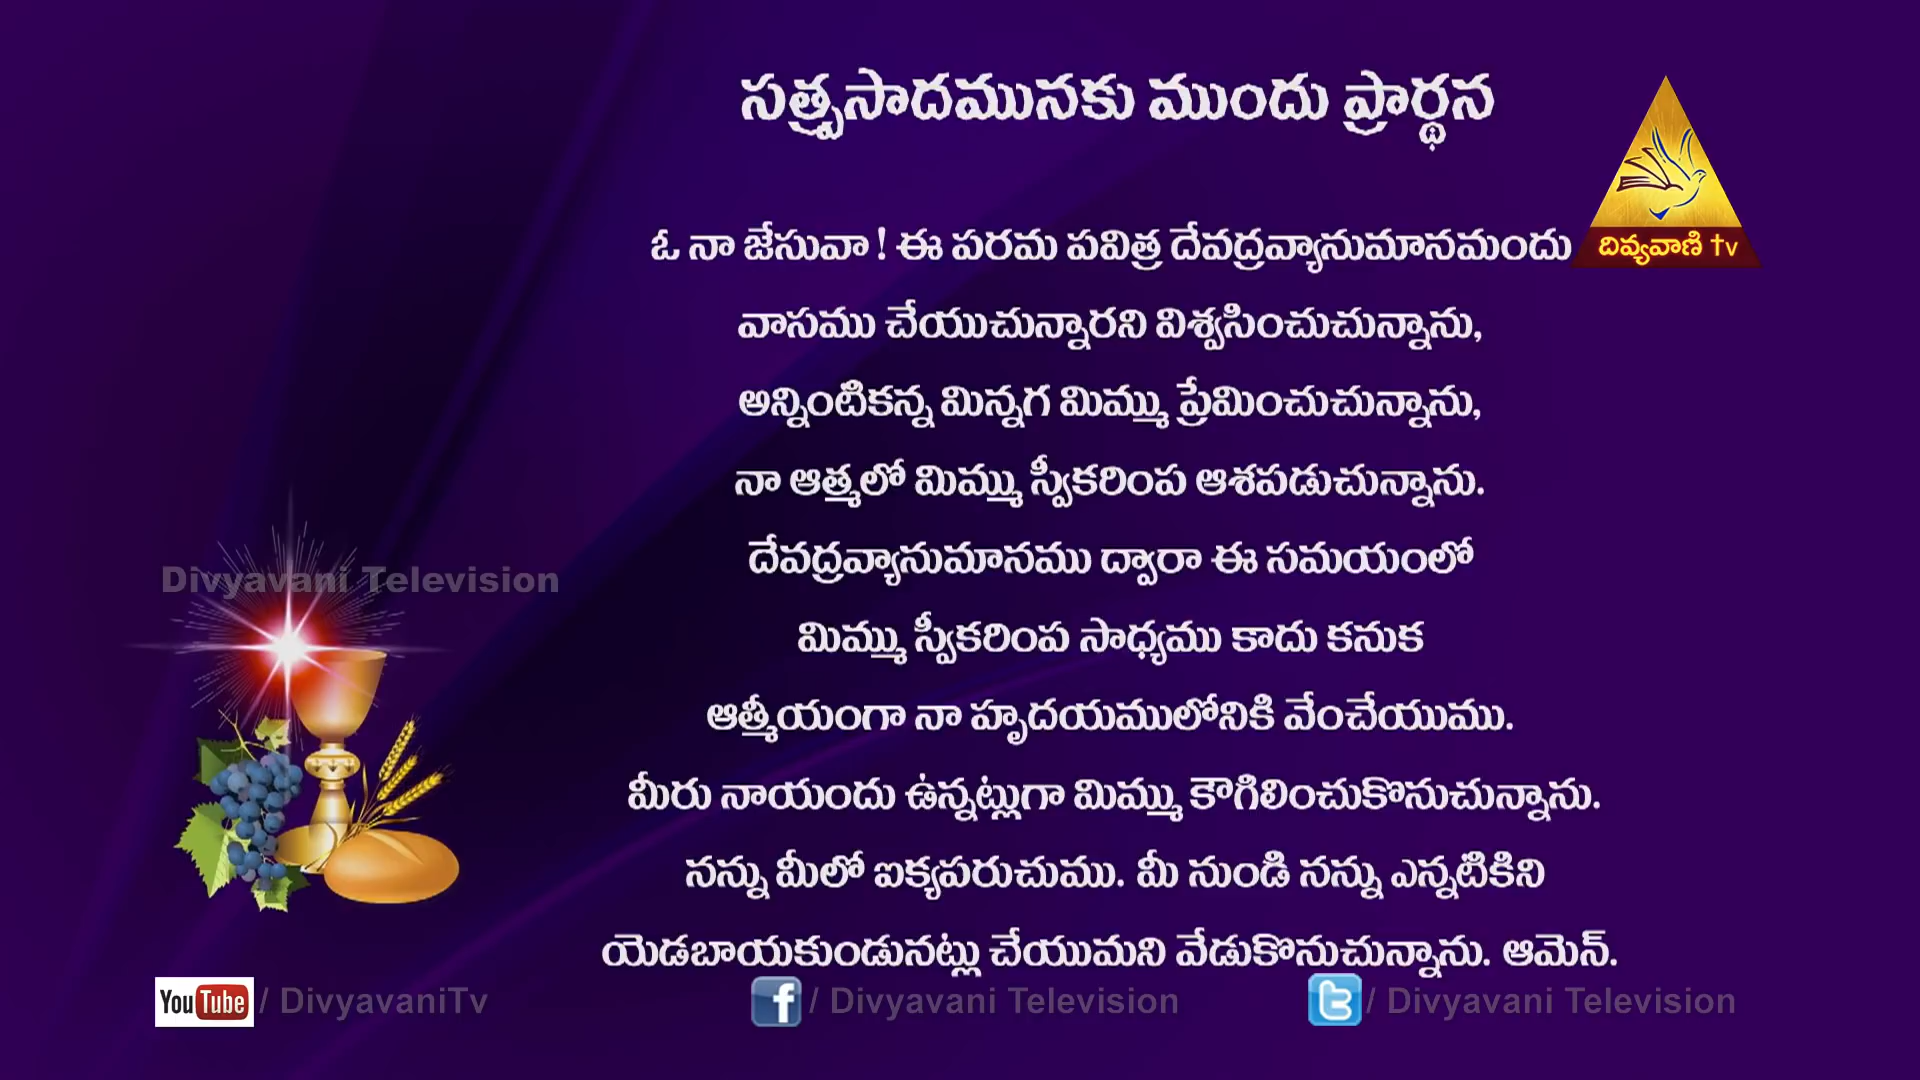 సత్ప్రసాదమునకు ముందు ప్రార్థన
ఓ నా జేసువా ! ఈ పరమ పవిత్ర దేవద్రవ్యానుమానమందు
దివ్యవాణి tv
వాసము చేయుచున్నారని విశ్వసించుచున్నాను,
అన్నింటికన్న మిన్నగ మిమ్ము ప్రేమించుచున్నాను,
నా ఆత్మలో మిమ్ము స్వీకరింప ఆశపడుచున్నాను.
దేవద్రవ్యానుమానము ద్వారా ఈ సమయంలో
Divyavani Television
మిమ్ము స్వీకరింప సాధ్యము కాదు కనుక
ఆత్మీయంగా నా హృదయములోనికి వేంచేయుము.
మీరు నాయందు ఉన్నట్లుగా మిమ్ము కౌగిలించుకొనుచున్నాను.
నన్ను మీలో ఐక్యపరుచుము. మీ నుండి నన్ను ఎన్నటికిని
యెడబాయకుండునట్లు చేయుమని వేడుకొనుచున్నాను. ఆమెన్.
YouTube / DivyavaniTv
f / Divyavani Television
t / Divyavani Television